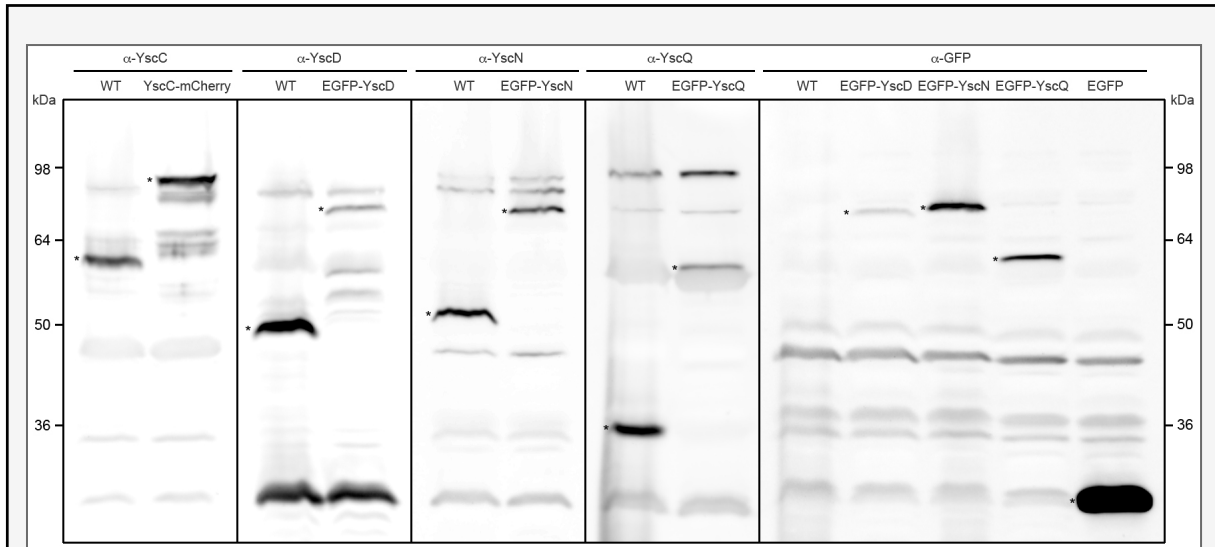 α-YscC α-YscD α-YscN α-YscQ α-GFP
WT YscC-mCherry WT EGFP-YscD WT EGFP-YscN WT EGFP-YscQ WT EGFP-YscD EGFP-YscN EGFP-YscQ EGFP
kDa kDa
98 98
* *
* * *
64 64
* * *
*
* 50 50
* 36 36
*